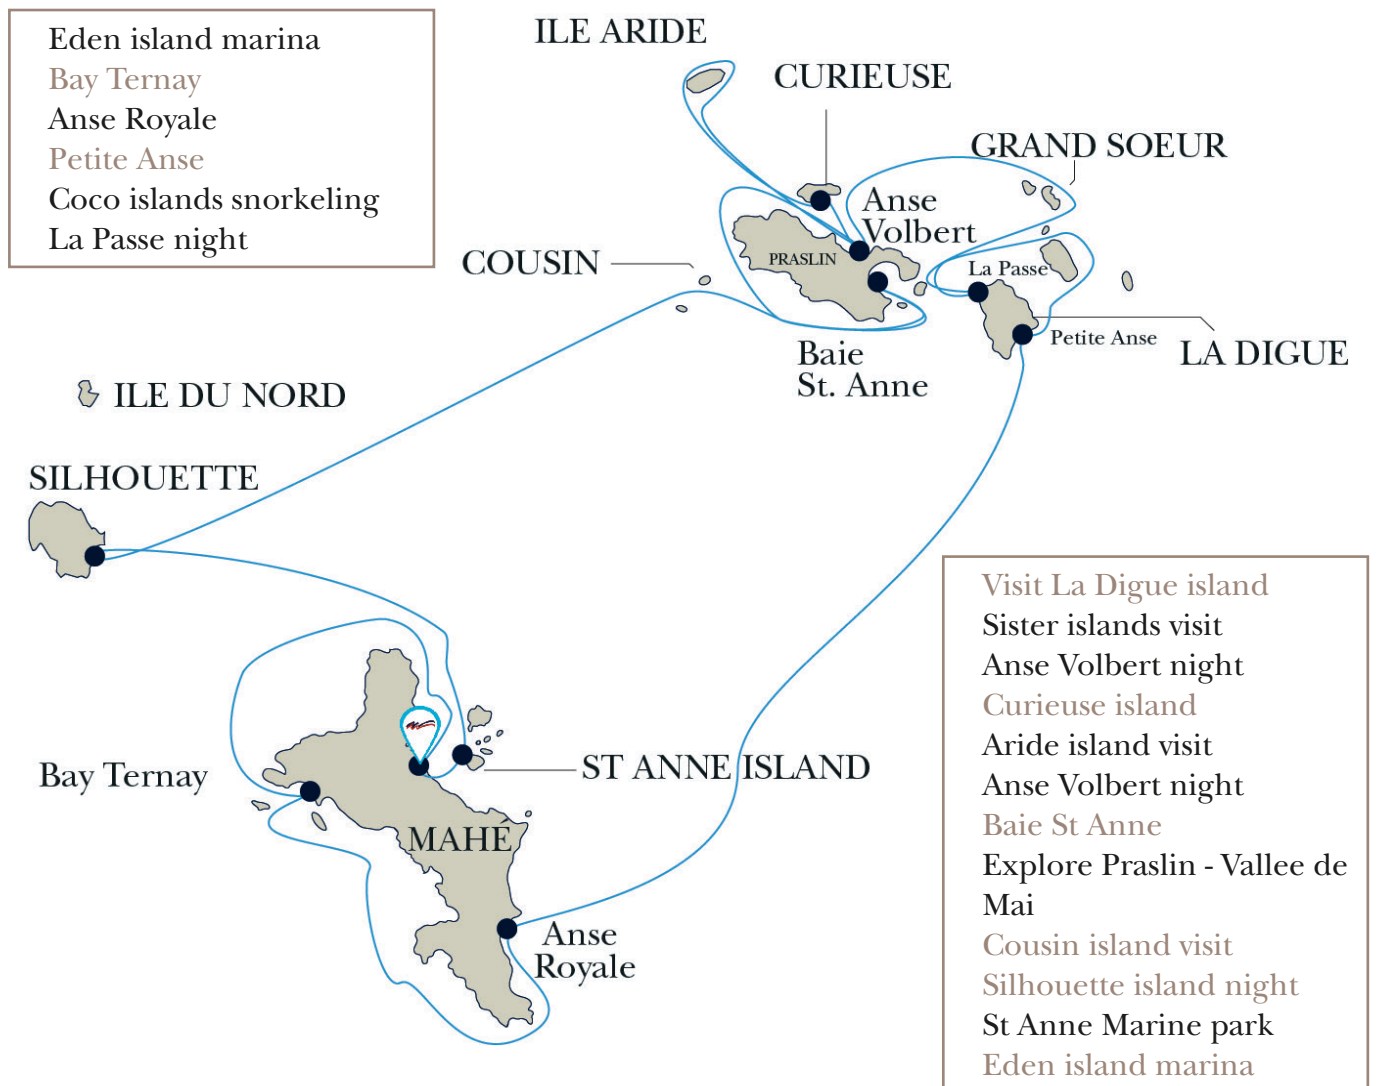 Eden island marina
Bay Ternay
Anse Royale
Petite Anse
Coco islands snorkeling
La Passe night
ILE ARIDE
CURIEUSE
GRAND SOEUR
Anse
Volbert
COUSIN
PRASLIN
La Passe
Petite Anse
LA DIGUE
Baie
St. Anne
ILE DU NORD
SILHOUETTE
Bay Ternay
ST ANNE ISLAND
MAHE
Anse
Royale
Visit La Digue island
Sister islands visit
Anse Volbert night
Curieuse island
Aride island visit
Anse Volbert night
Baie St Anne
Explore Praslin - Vallee de
Mai
Cousin island visit
Silhouette island night
St Anne Marine park
Eden island marina